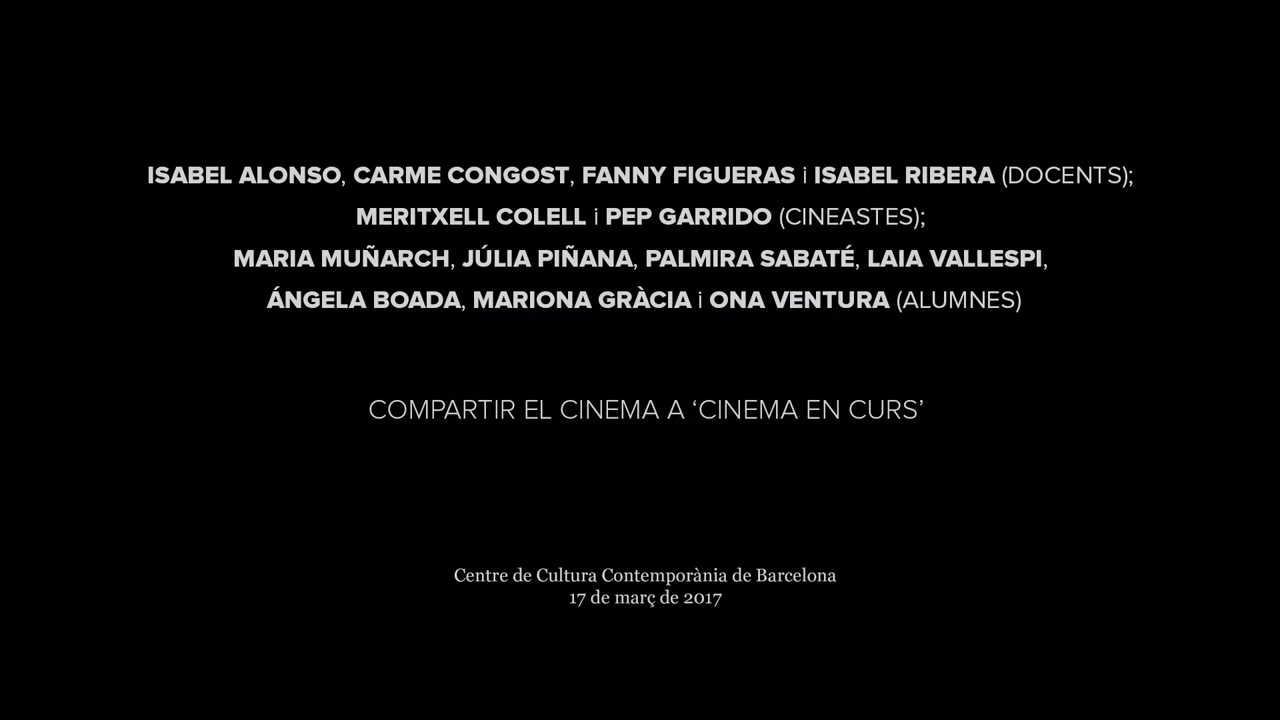 ISABEL ALONSO, CARME CONGOST, FANNY FIGUERAS i ISABEL RIBERA (DOCENTS);
MERITXELL COLELL i PEP GARRIDO (CINEASTES);
MARIA MUÑARCH, JÚLIA PIÑANA, PALMIRA SABATÉ, LAIA VALLESPI,
ÁNGELA BOADA, MARIONA GRÀCIA i ONA VENTURA (ALUMNES)
COMPARTIR EL CINEMA A ‘CINEMA EN CURS’
Centre de Cultura Contemporània de Barcelona
17 de març de 2017